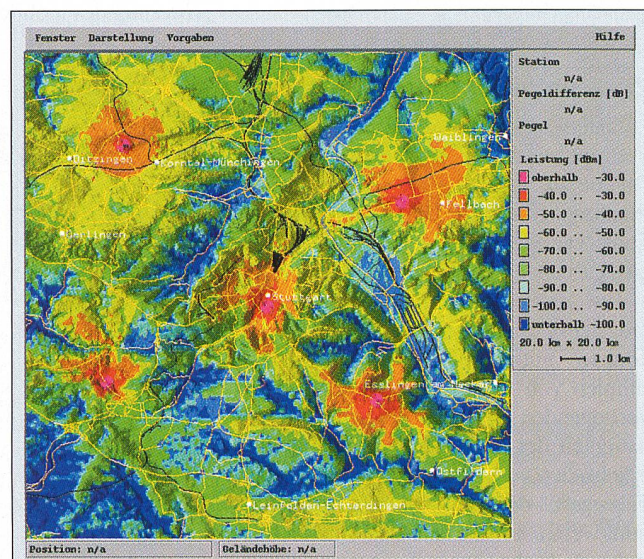 Fenster Darstellung Vorgaben Hilfe
Station
n/a
Pegeldifferenz [dB]
n/a
Pegel
n/a
Leistung [dBm]
oberhalb -30.0
-40.0 .. -30.0
-50.0 .. -40.0
-60.0 .. -50.0
-70.0 .. -60.0
-80.0 .. -70.0
-90.0 .. -80.0
-100.0 .. -90.0
unterhalb -100.0
20.0 km x 20.0 km
1.0 km
Waiblingen
Ditzingen
Korntal-Münchingen
Fellbach
Gerlingen
Stuttgart
Esslingen am Neckar
Ostfildern
Leinfelden-Echterdingen
Position: n/a
Geländehöhe: n/a